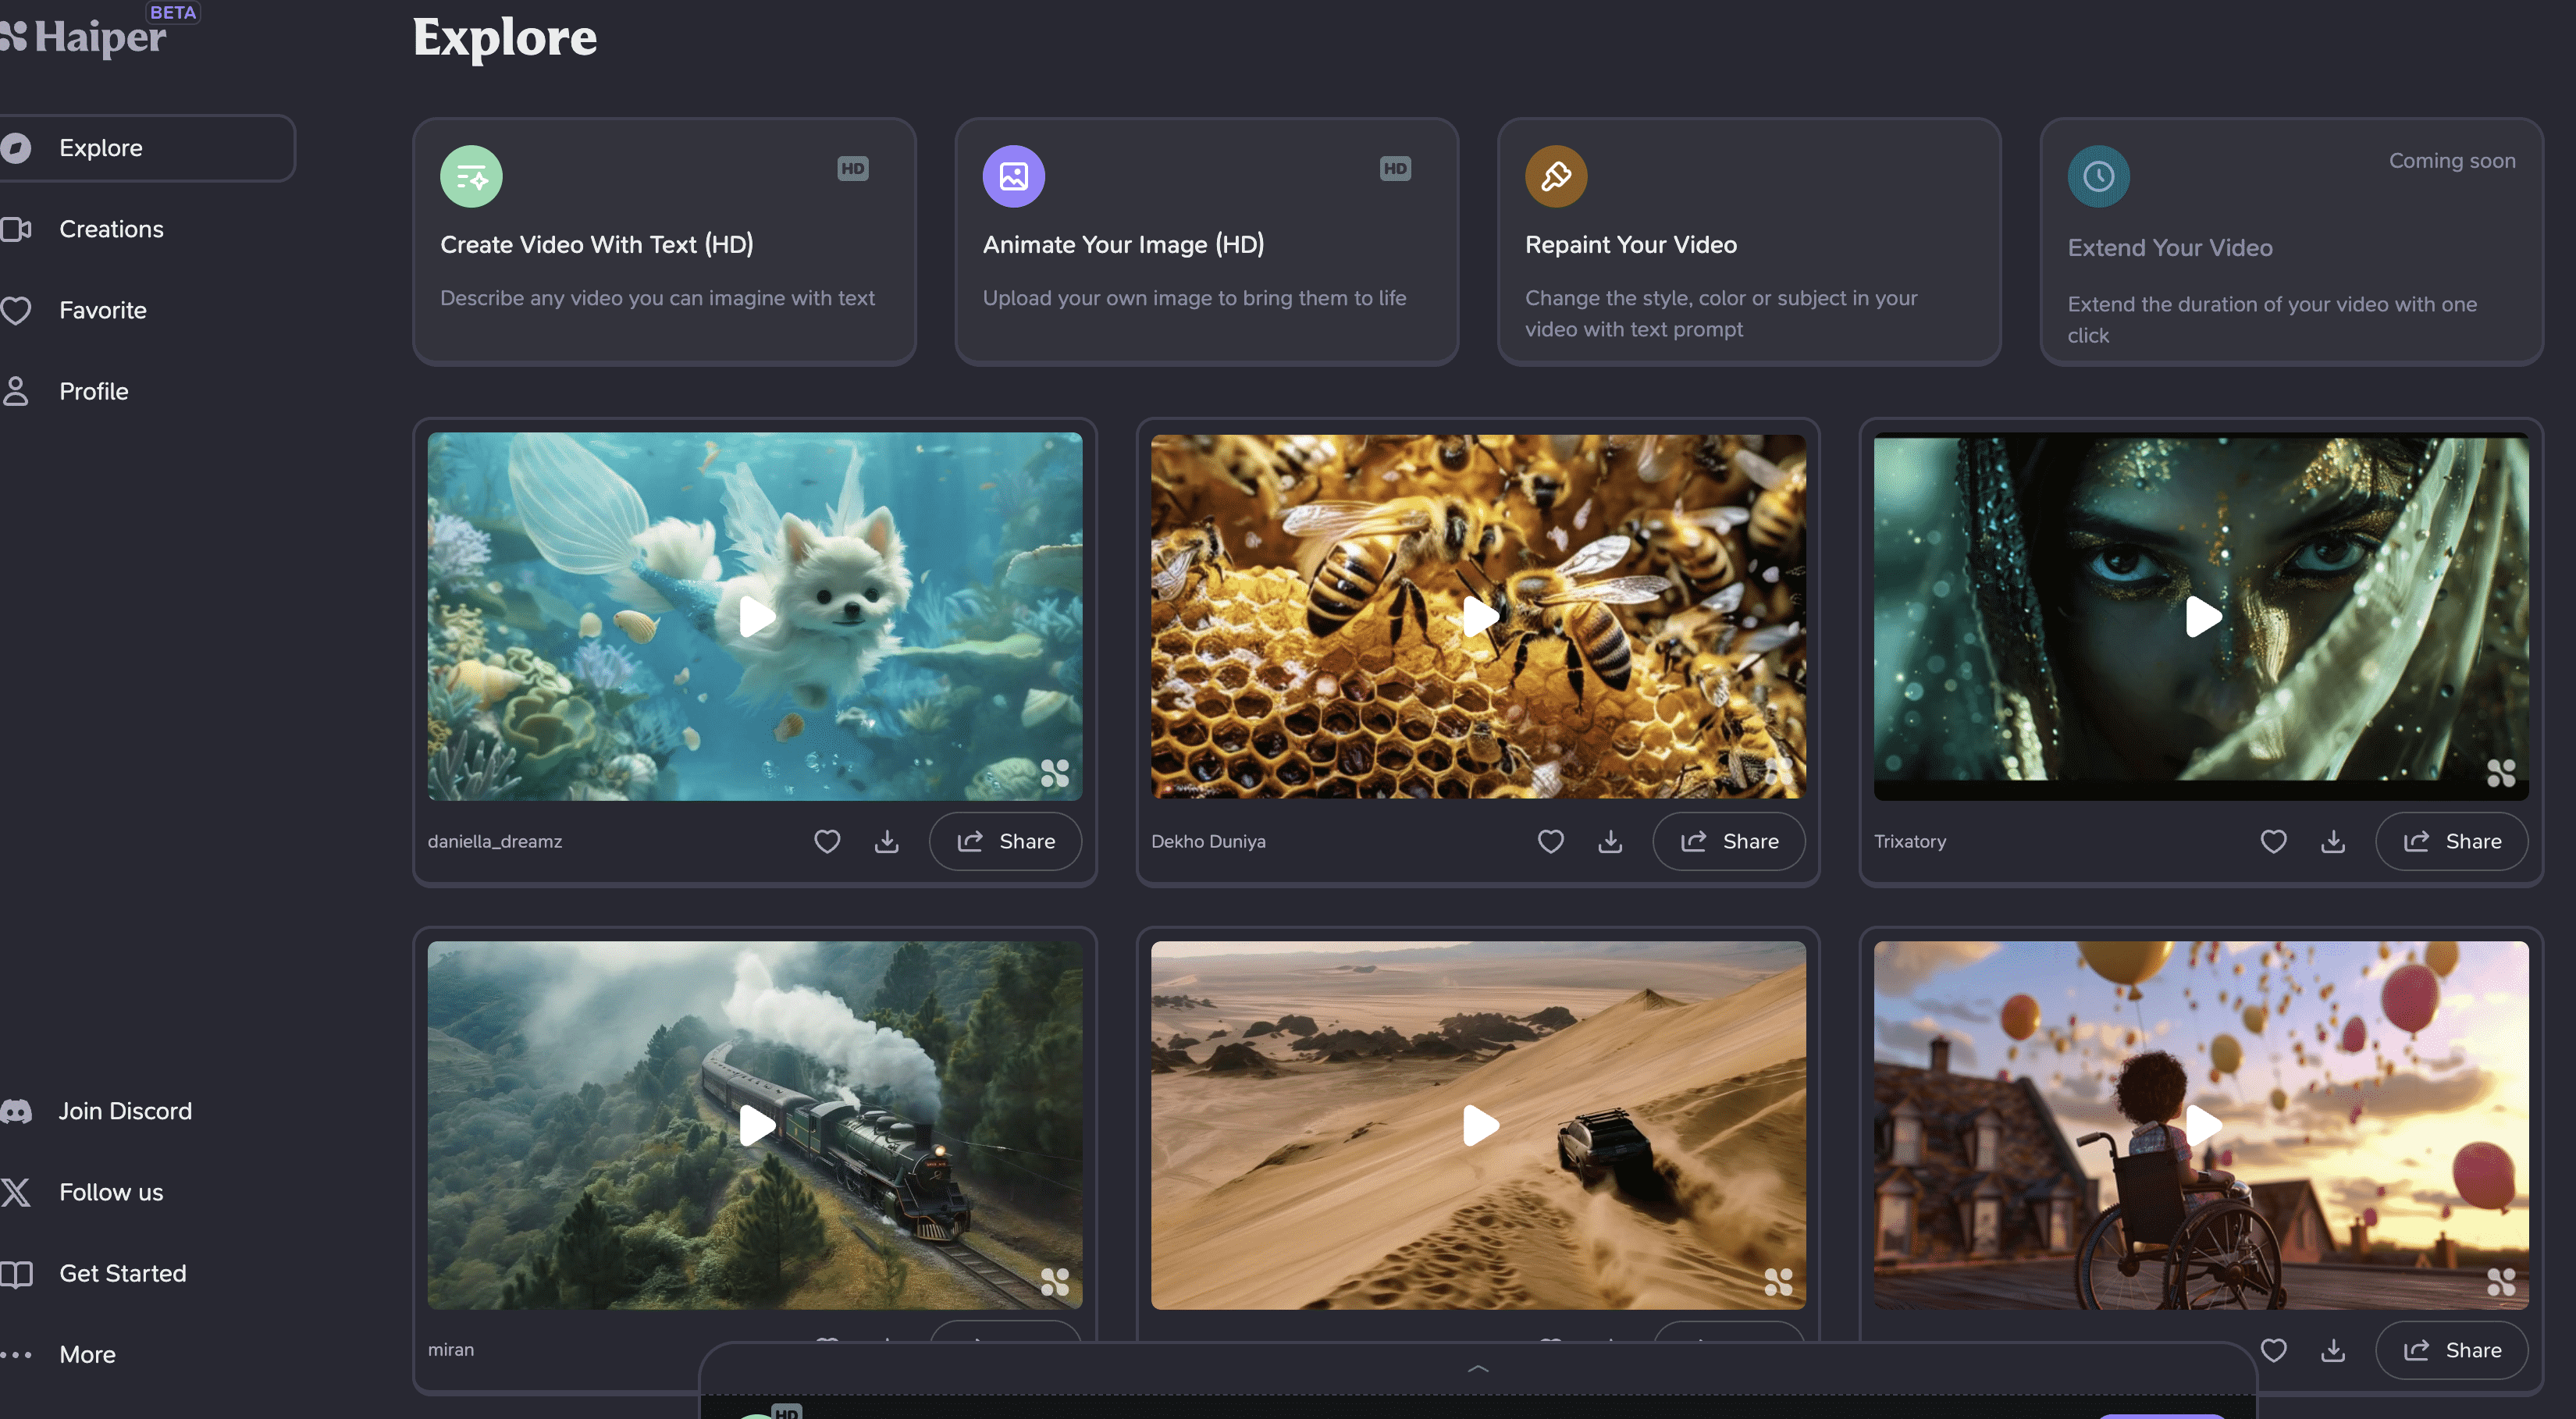 BETA
Haiper
Explore
Explore
Creations
Favorite
Profile
Join Discord
Follow us
Get Started
More
HD
Create Video With Text (HD)
Describe any video you can imagine with text
HD
Animate Your Image (HD)
Upload your own image to bring them to life
Repaint Your Video
Change the style, color or subject in your
video with text prompt
Coming soon
Extend Your Video
Extend the duration of your video with one
click
daniella_dreamz
Share
Dekho Duniya
Share
Trixatory
Share
miran
Share
HD